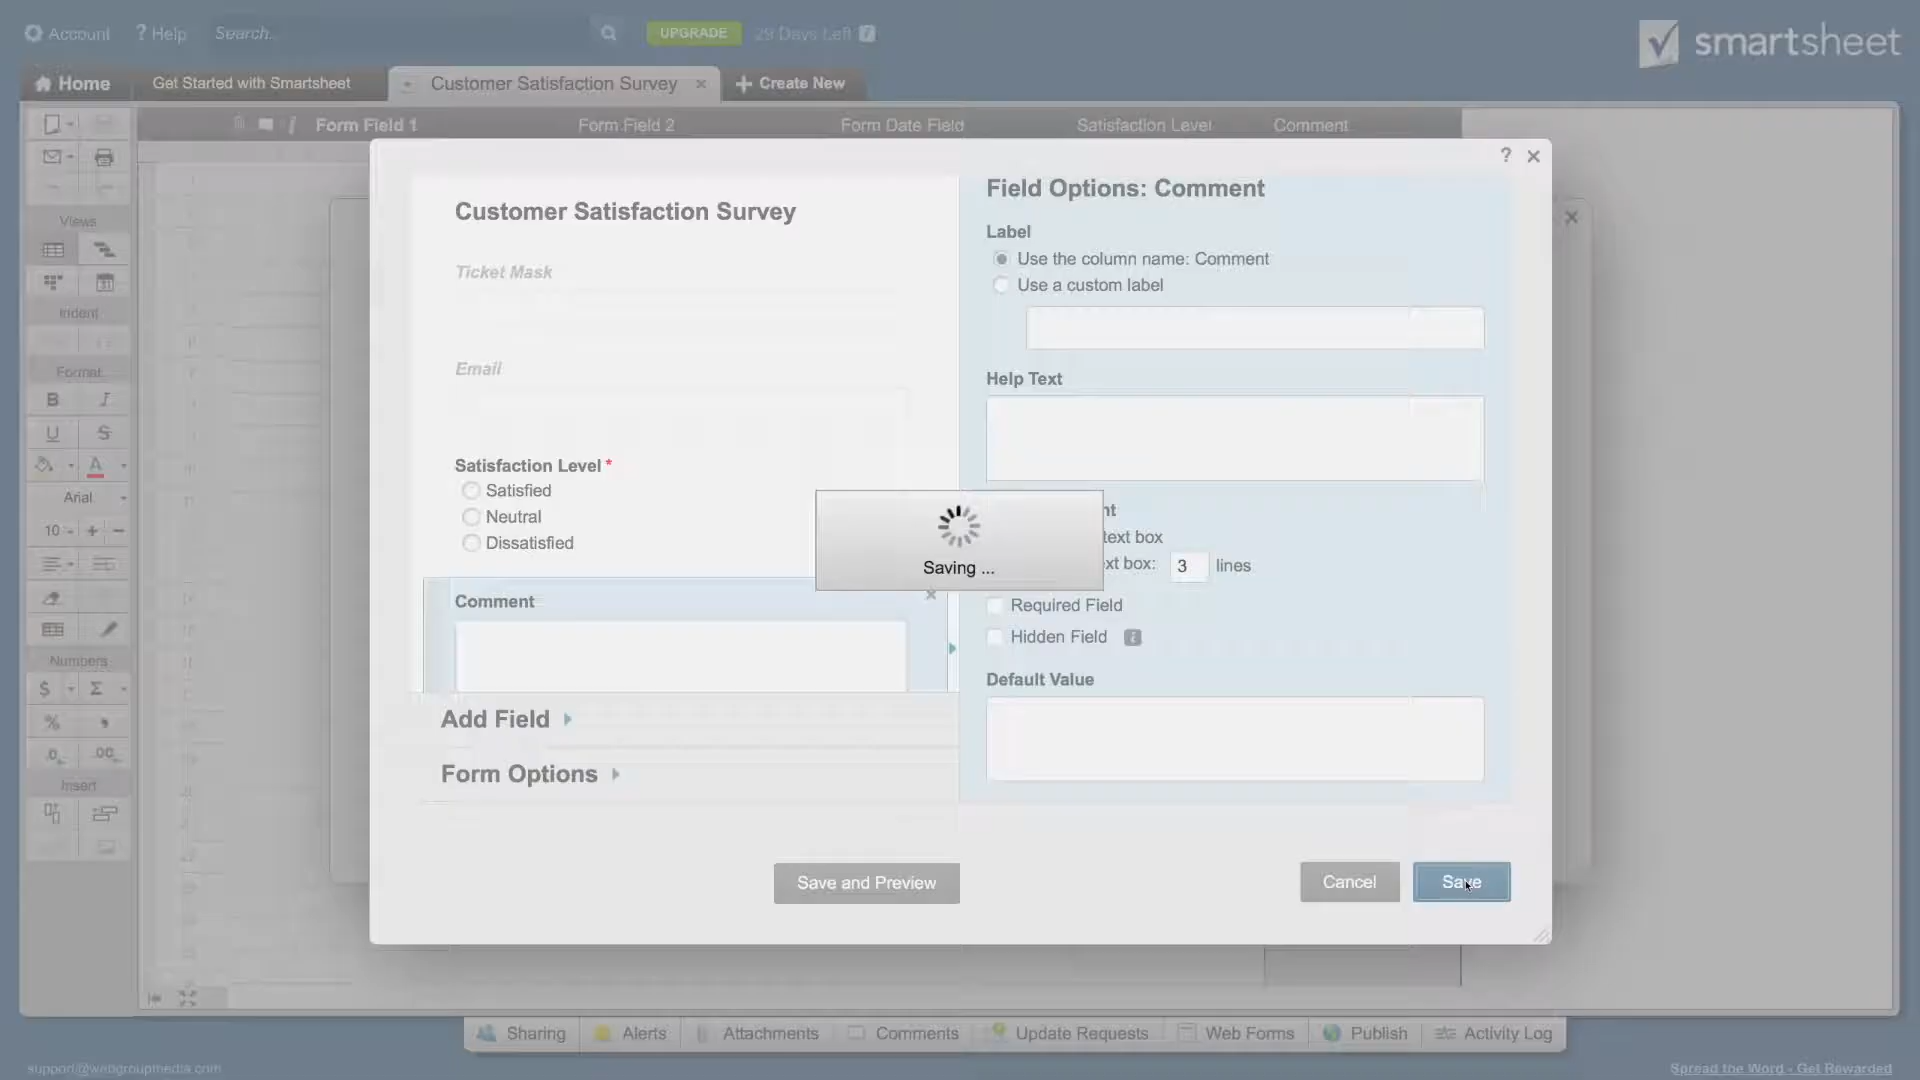 Account
? Help
Search...
UPGRADE
29 Days Left
smartsheet
Home
Get Started with Smartsheet
Customer Satisfaction Survey
Create New
Form Field 1
Form Field 2
Form Date Field
Satisfaction Level
Comment
Views
Indent
Format
B
I
U
S
A
Arial
10
Numbers
$
Σ
%
.0
.00
Insert
?
Customer Satisfaction Survey
Ticket Mask
Email
Satisfaction Level *
Satisfied
Neutral
Dissatisfied
Comment
Add Field
Form Options
Field Options: Comment
Label
Use the column name: Comment
Use a custom label
Help Text
nt
text box
xt box: 3 lines
Required Field
Hidden Field
Default Value
Saving ...
Save and Preview
Cancel
Save
Sharing
Alerts
Attachments
Comments
Update Requests
Web Forms
Publish
Activity Log
support@webgroupmedia.com
Spread the Word - Get Rewarded